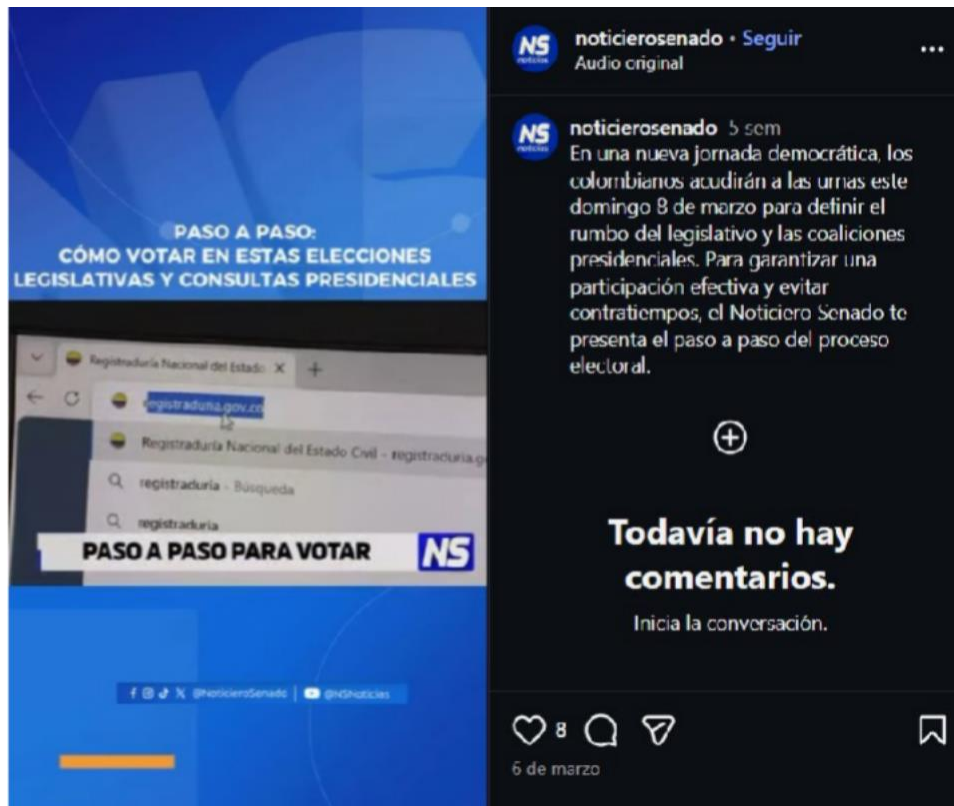 PASO A PASO:
CÓMO VOTAR EN ESTAS ELECCIONES
LEGISLATIVAS Y CONSULTAS PRESIDENCIALES
Registraduría Nacional del Estado
registraduria.gov.co
Registraduría Nacional del Estado Civil - registraduria.g
registraduría - Búsqueda
registraduria
PASO A PASO PARA VOTAR
NS
@NoticieroSenado
@NSNoticias
NS
noticias
noticierosenado • Seguir
Audio original
NS
noticias
noticierosenado 5 sem
En una nueva jornada democrática, los
colombianos acudirán a las urnas este
domingo 8 de marzo para definir el
rumbo del legislativo y las coaliciones
presidenciales. Para garantizar una
participación efectiva y evitar
contratiempos, el Noticiero Senado te
presenta el paso a paso del proceso
electoral.
Todavía no hay
comentarios.
Inicia la conversación.
8
6 de marzo